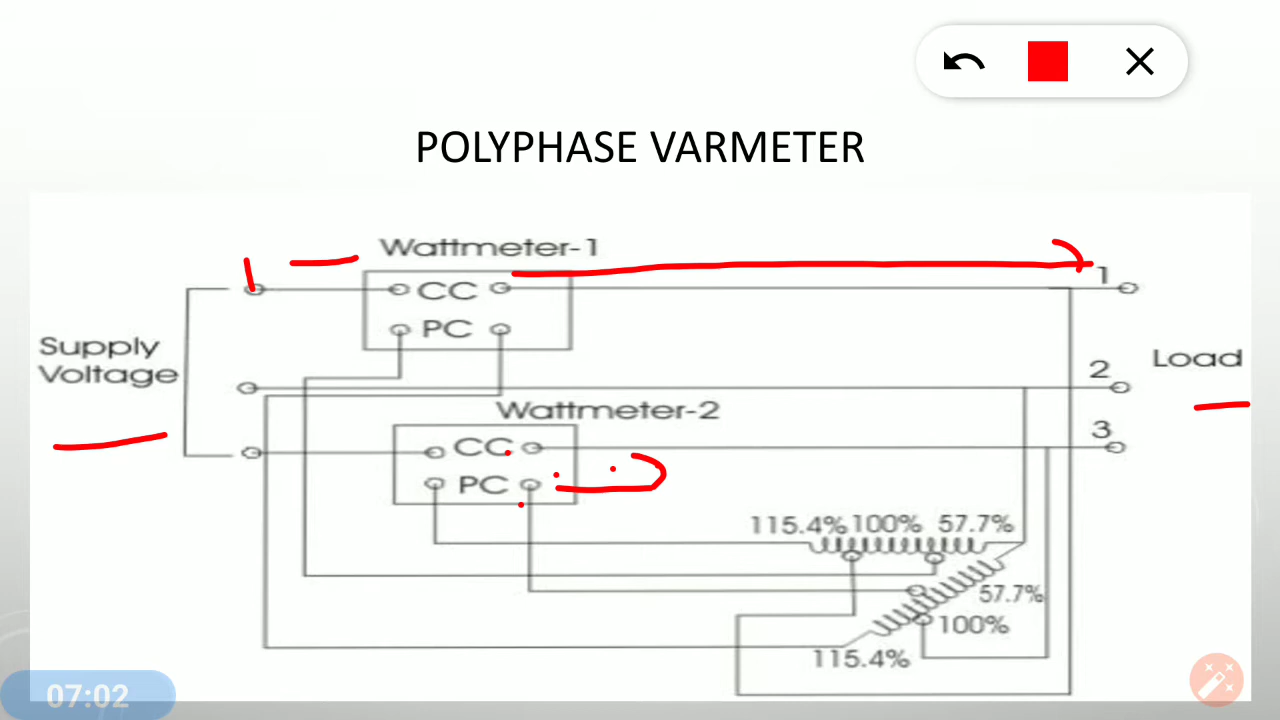 POLYPHASE VARMETER
Wattmeter-1
CC
1
PC
Supply
Voltage
2
Load
Wattmeter-2
3
CC
PC
115.4% 100% 57.7%
57.7%
100%
115.4%
07:02